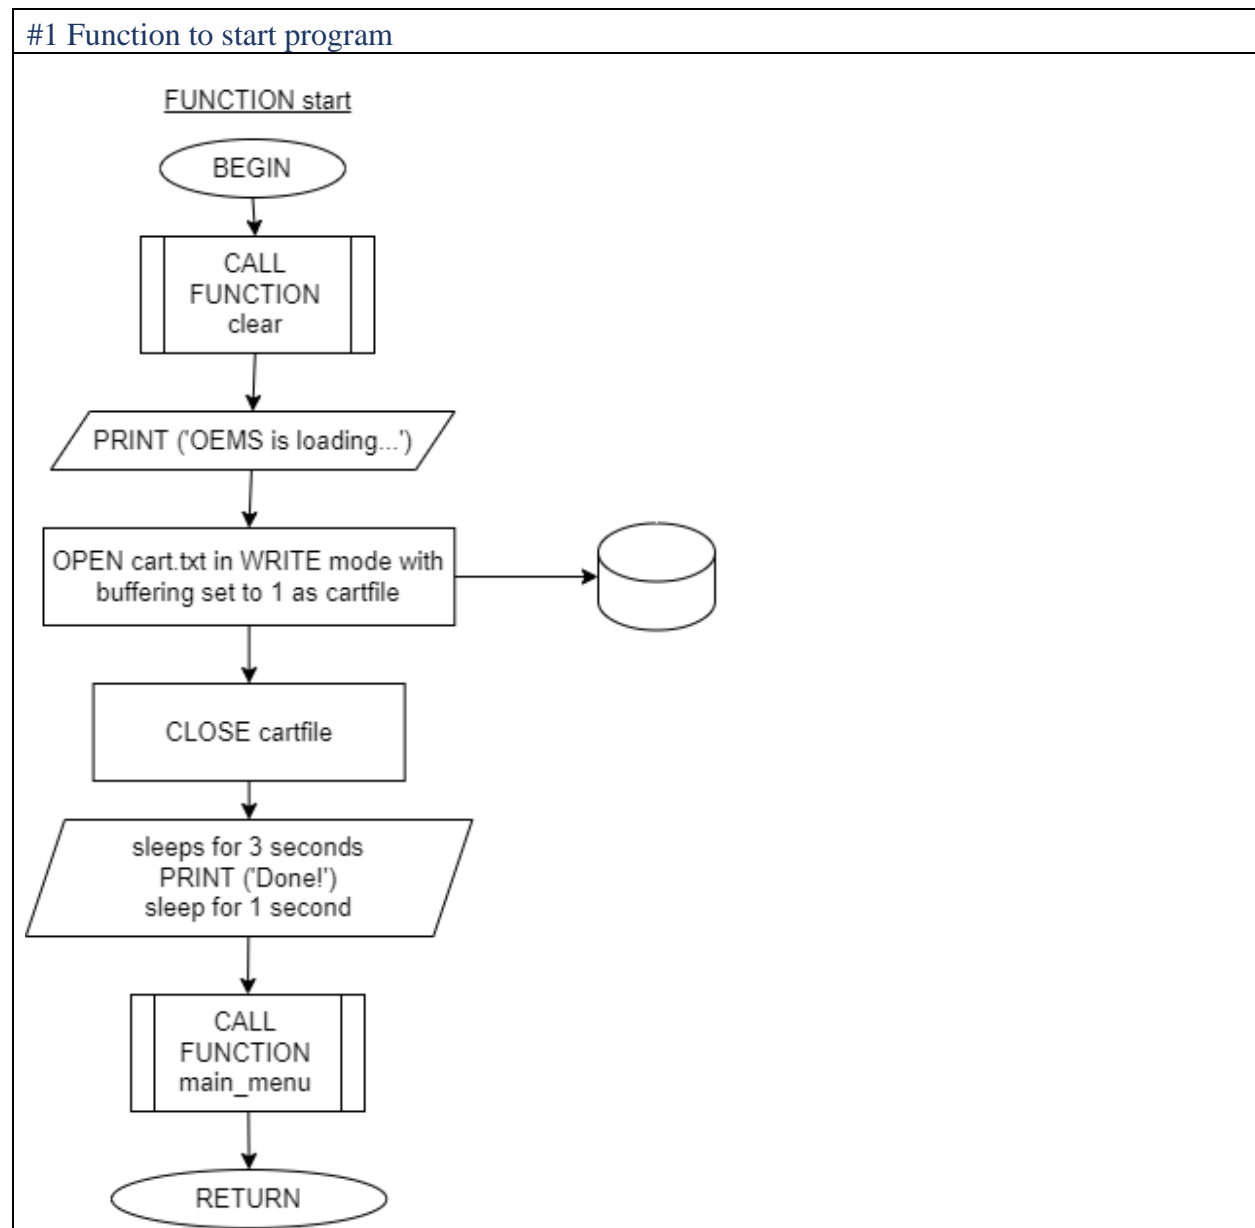 #1 Function to start program
FUNCTION start
BEGIN
CALL
FUNCTION
clear
PRINT ('OEMS is loading...')
OPEN cart.txt in WRITE mode with
buffering set to 1 as cartfile
CLOSE cartfile
sleeps for 3 seconds
PRINT ('Done!')
sleep for 1 second
CALL
FUNCTION
main_menu
RETURN